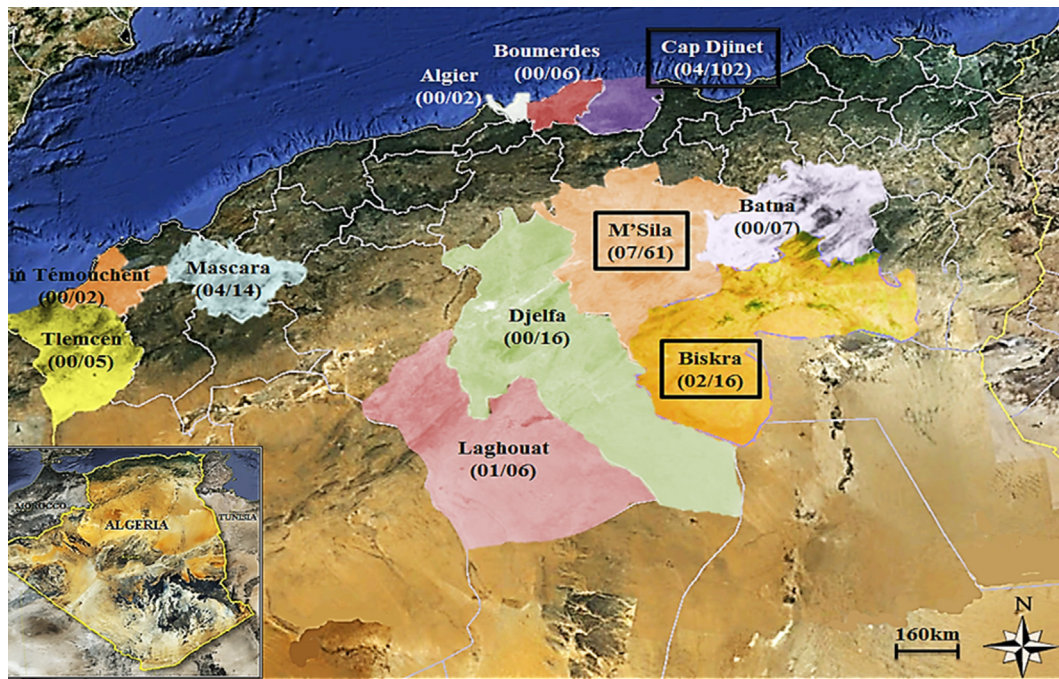 Boumerdes
(00/06)
Cap Djinet
(04/102)
Algier
(00/02)
Batna
(00/07)
M'Sila
(07/61)
in Témouchent
(00/02)
Mascara
(04/14)
Tlemcen
(00/05)
Djelfa
(00/16)
Biskra
(02/16)
Laghouat
(01/06)
MOROCCO
ALGERIA
TUNISIA
N
160km